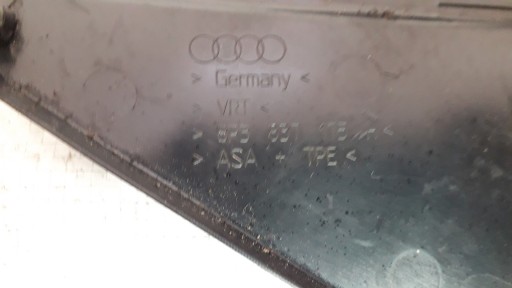 > Germany <
> VRT <
> ASA + TPE <